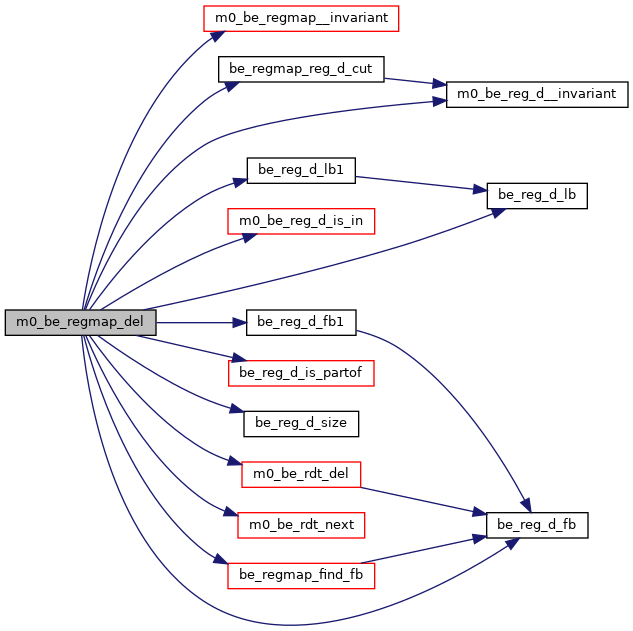 m0_be_regmap__invariant
be_regmap_reg_d_cut
m0_be_reg_d__invariant
be_reg_d_lb1
be_reg_d_lb
m0_be_reg_d_is_in
m0_be_regmap_del
be_reg_d_fb1
be_reg_d_is_partof
be_reg_d_size
m0_be_rdt_del
m0_be_rdt_next
be_reg_d_fb
be_regmap_find_fb